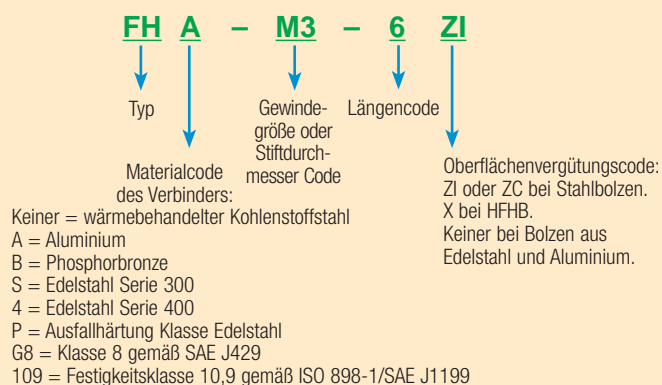 FH A – M3 – 6 ZI
Typ
Gewinde-
größe oder
Stiftdurch-
messer Code
Längencode
Materialcode
des Verbinders:
Keiner = wärmebehandelter Kohlenstoffstahl
A = Aluminium
B = Phosphorbronze
S = Edelstahl Serie 300
4 = Edelstahl Serie 400
P = Ausfallhärtung Klasse Edelstahl
G8 = Klasse 8 gemäß SAE J429
109 = Festigkeitsklasse 10,9 gemäß ISO 898-1/SAE J1199
Oberflächenvergütungscode:
ZI oder ZC bei Stahlbolzen.
X bei HFHB.
Keiner bei Bolzen aus
Edelstahl und Aluminium.